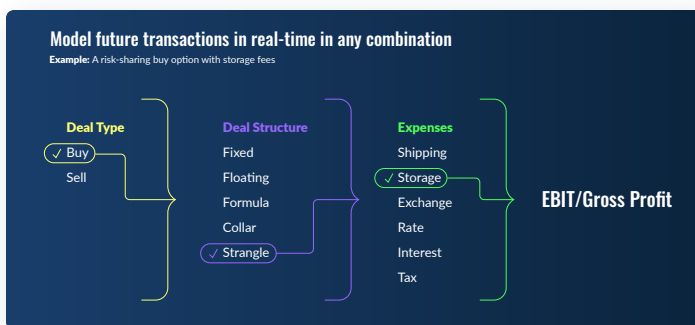 Model future transactions in real-time in any combination
Example: A risk-sharing buy option with storage fees
Deal Type
Buy
Sell
Deal Structure
Fixed
Floating
Formula
Collar
Strangle
Expenses
Shipping
Storage
Exchange
Rate
Interest
Tax
EBIT/Gross Profit